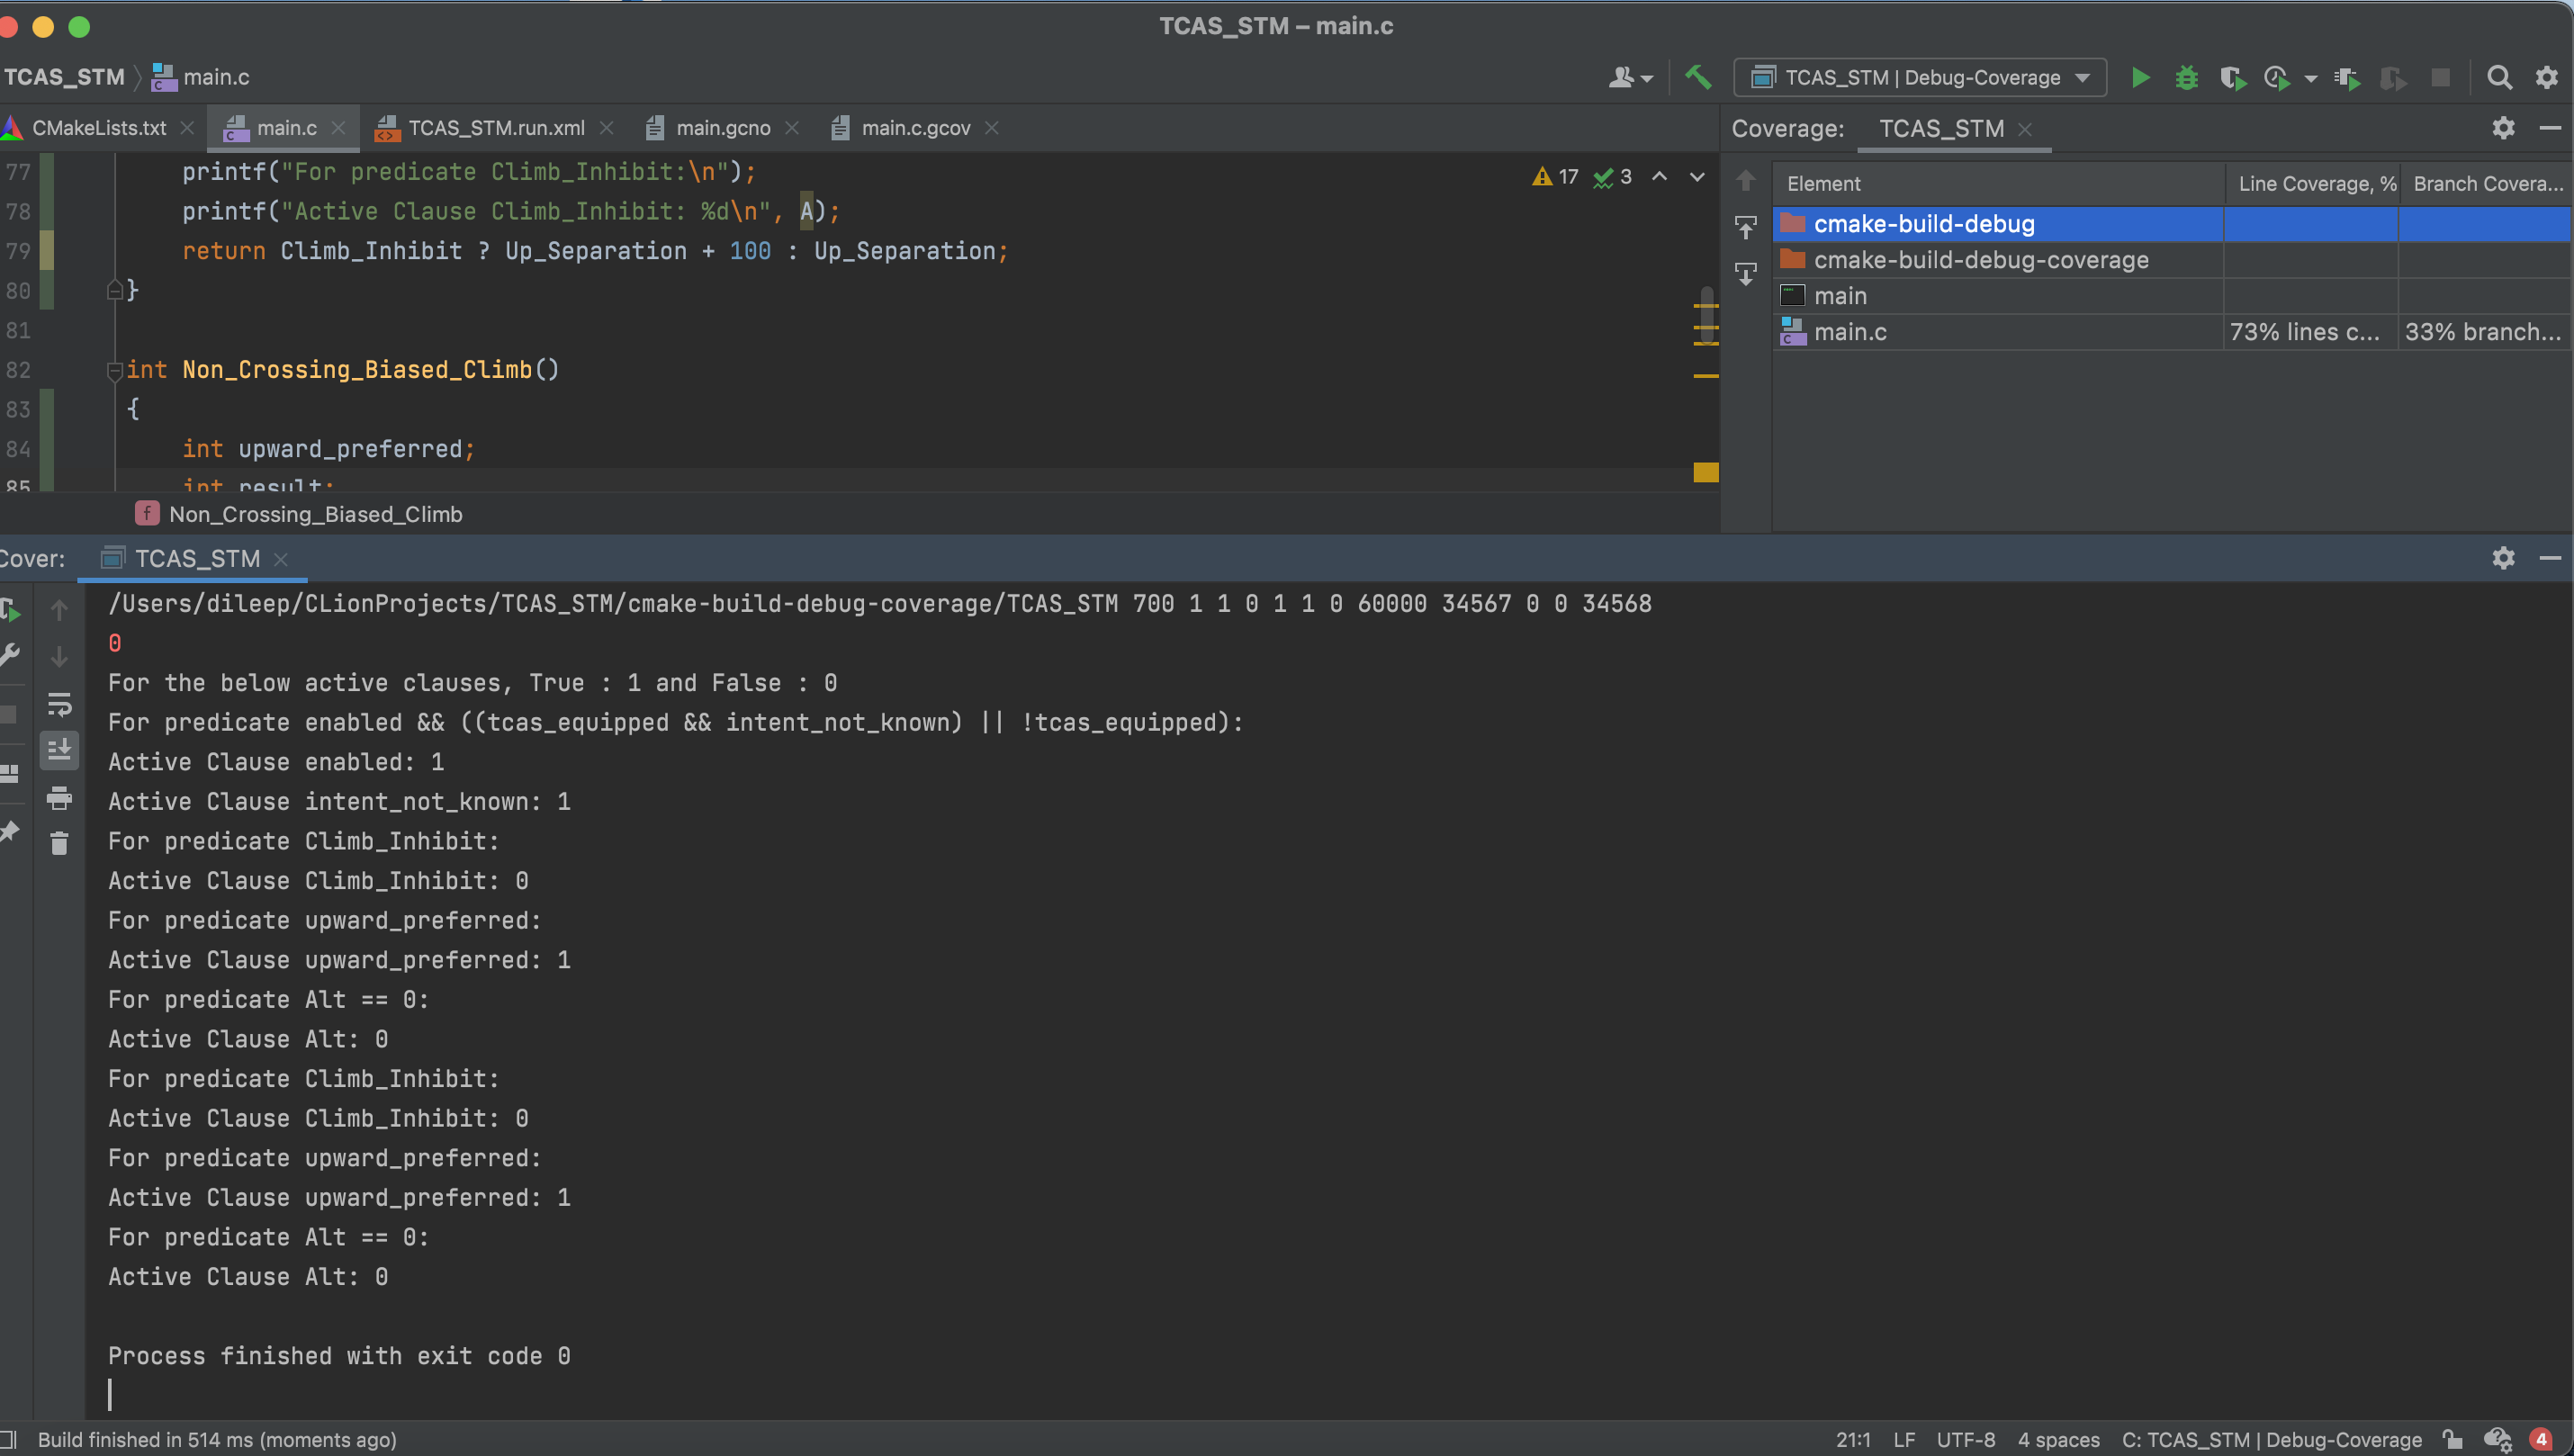 TCAS_STM – main.c
TCAS_STM main.c
TCAS_STM | Debug-Coverage
CMakeLists.txt main.c TCAS_STM.run.xml main.gcno main.c.gcov
Coverage: TCAS_STM
77 printf("For predicate Climb_Inhibit:\n");
17 3
78 printf("Active Clause Climb_Inhibit: %d\n", A);
79 return Climb_Inhibit ? Up_Separation + 100 : Up_Separation;
80 }
81
82 int Non_Crossing_Biased_Climb()
83 {
84 int upward_preferred;
85 int result;
f Non_Crossing_Biased_Climb
Element Line Coverage, % Branch Covera...
cmake-build-debug
cmake-build-debug-coverage
main
main.c 73% lines c... 33% branch...
Cover: TCAS_STM
/Users/dileep/CLionProjects/TCAS_STM/cmake-build-debug-coverage/TCAS_STM 700 1 1 0 1 1 0 60000 34567 0 0 34568
0
For the below active clauses, True : 1 and False : 0
For predicate enabled && ((tcas_equipped && intent_not_known) || !tcas_equipped):
Active Clause enabled: 1
Active Clause intent_not_known: 1
For predicate Climb_Inhibit:
Active Clause Climb_Inhibit: 0
For predicate upward_preferred:
Active Clause upward_preferred: 1
For predicate Alt == 0:
Active Clause Alt: 0
For predicate Climb_Inhibit:
Active Clause Climb_Inhibit: 0
For predicate upward_preferred:
Active Clause upward_preferred: 1
For predicate Alt == 0:
Active Clause Alt: 0
Process finished with exit code 0
Build finished in 514 ms (moments ago)
21:1 LF UTF-8 4 spaces C: TCAS_STM | Debug-Coverage 4